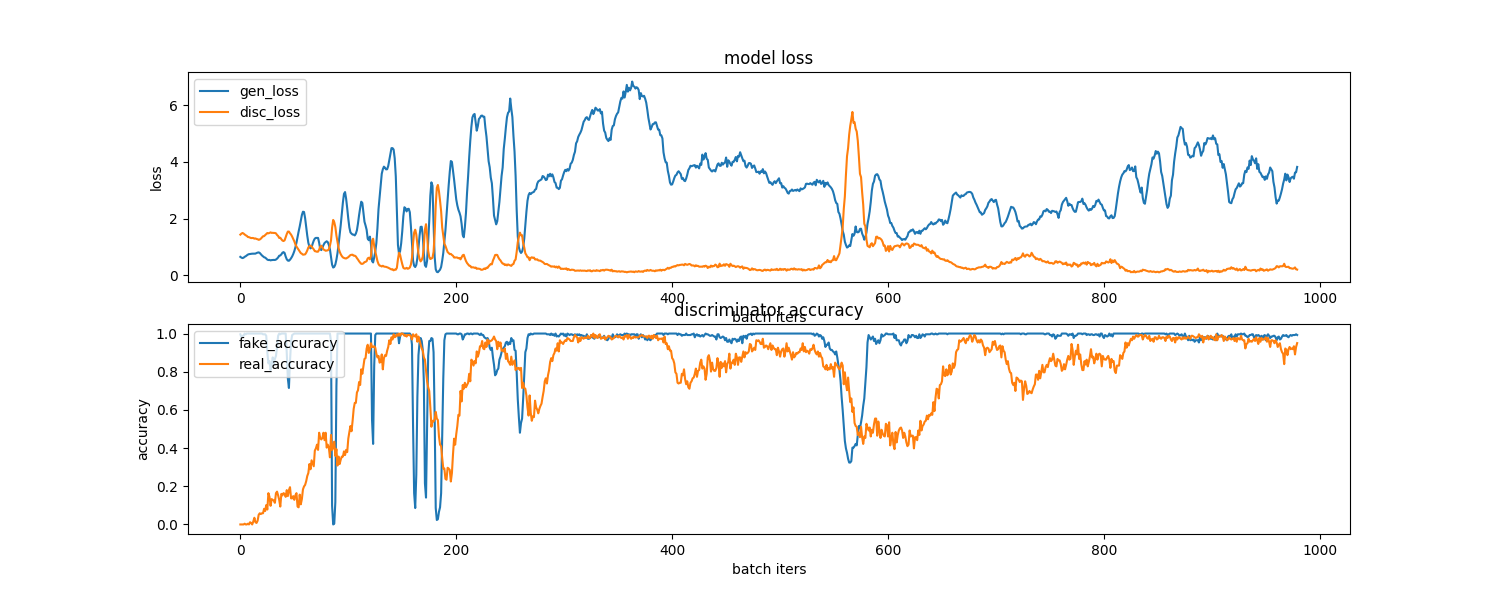 model loss
gen_loss
disc_loss
loss
6
4
2
0
0 200 400 600 800 1000
batch iters
discriminator accuracy
fake_accuracy
real_accuracy
accuracy
1.0
0.8
0.6
0.4
0.2
0.0
0 200 400 600 800 1000
batch iters